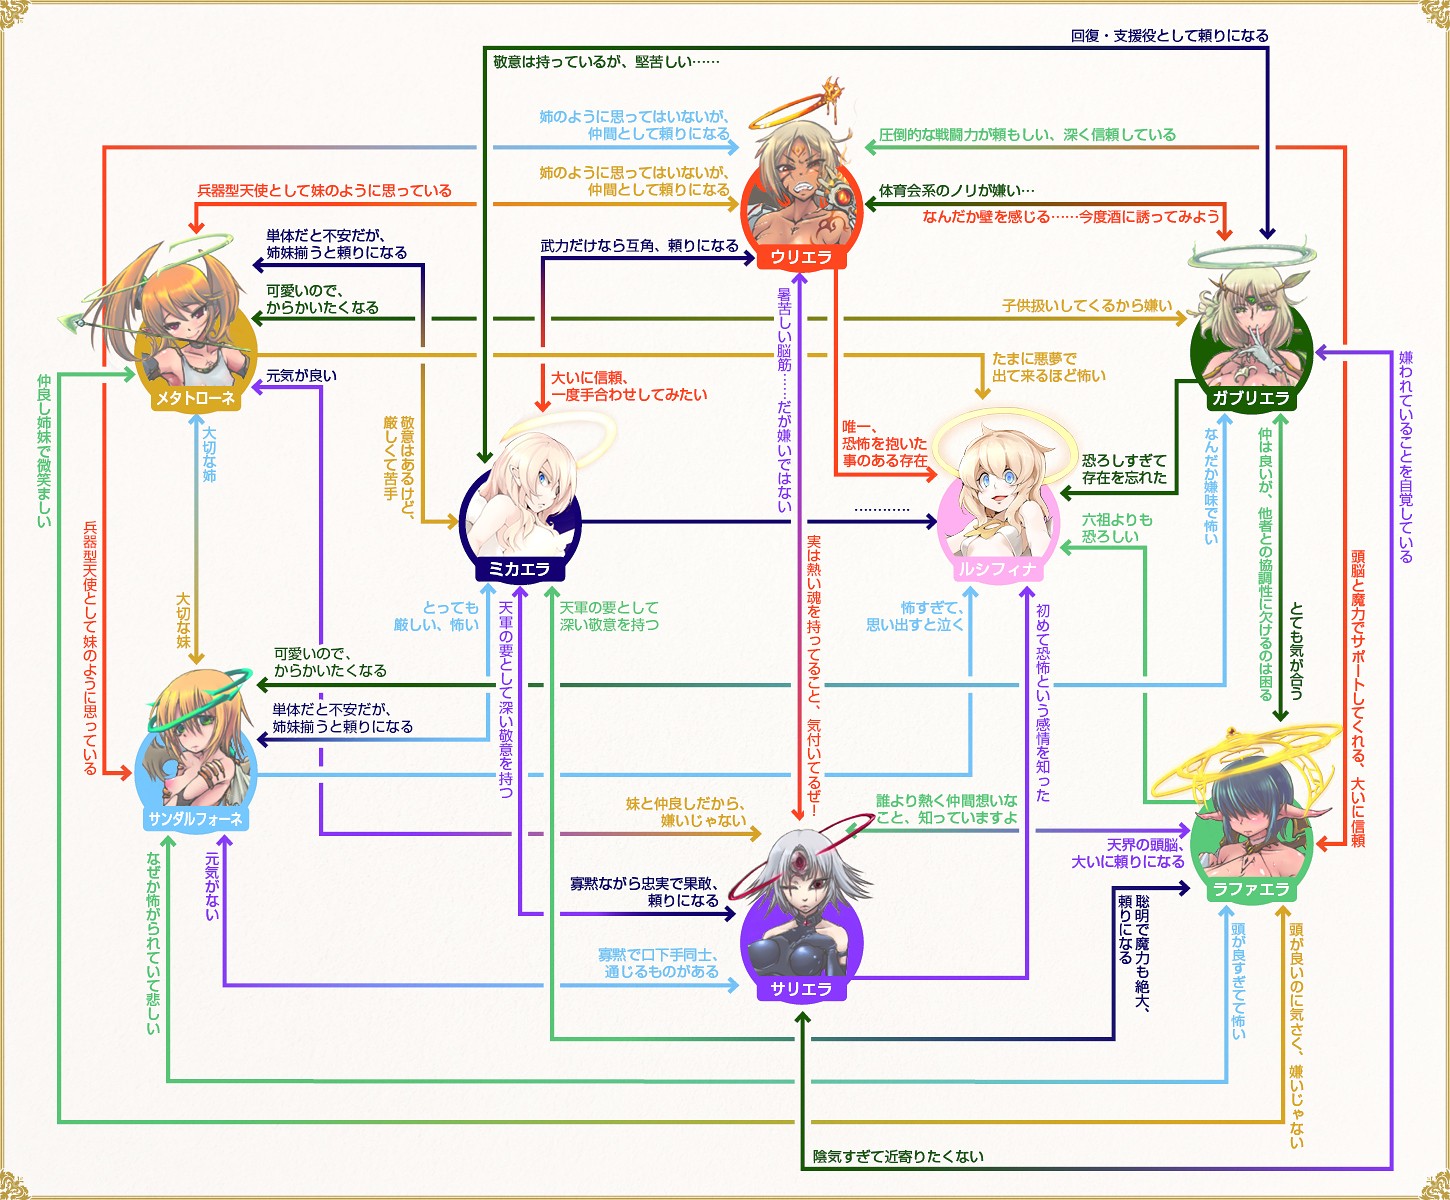 回復・支援役として頼りになる
敬意は持っているが、堅苦しい……
姉のように思ってはいないが、
仲間として頼りになる
圧倒的な戦闘力が頼もしい、深く信頼している
姉のように思ってはいないが、
仲間として頼りになる
兵器型天使として妹のように思っている
体育会系のノリが嫌い…
なんだか壁を感じる……今度酒に誘ってみよう
単体だと不安だが、
姉妹揃うと頼りになる
武力だけなら互角、頼りになる
ウリエラ
可愛いので、
からかいたくなる
子供扱いしてくるから嫌い
暑苦しい脳筋……だが嫌いではない
元気が良い
たまに悪夢で
出て来るほど怖い
大いに信頼、
一度手合わせしてみたい
メタトローネ
ガブリエラ
嫌われていることを自覚している
仲良し姉妹で微笑ましい
大切な姉
敬意はあるけど、
厳しくて苦手
唯一、
恐怖を抱いた
事のある存在
恐ろしすぎて
存在を忘れた
なんだか嫌味で怖い
仲は良いが、他者との協調性に欠けるのは困る
…………
六祖よりも
恐ろしい
ミカエラ
ルシフィナ
兵器型天使として妹のように思っている
実は熱い魂を持ってること、気付いてるぜ!
頭脳と魔力でサポートしてくれる、大いに信頼
大切な妹
とっても
厳しい、怖い
天軍の要として深い敬意を持つ
天軍の要として
深い敬意を持つ
怖すぎて、
思い出すと泣く
初めて恐怖という感情を知った
とても気が合う
可愛いので、
からかいたくなる
単体だと不安だが、
姉妹揃うと頼りになる
サンダルフォーネ
妹と仲良しだから、
嫌いじゃない
誰より熱く仲間想いな
こと、知っていますよ
天界の頭脳、
大いに頼りになる
なぜか怖がられていて悲しい
元気がない
寡黙ながら忠実で果敢、
頼りになる
ラファエラ
聡明で魔力も絶大、
頼りになる
寡黙で口下手同士、
通じるものがある
サリエラ
頭が良すぎてて怖い
頭が良いのに気さく、嫌いじゃない
陰気すぎて近寄りたくない